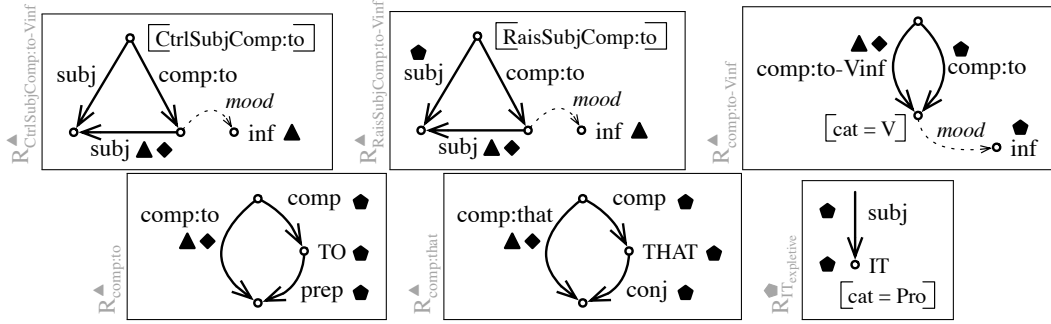 R▲CtrlSubjComp:to-Vinf
[CtrlSubjComp:to]
subj
comp:to
mood
subj ▲◆
inf ▲
R▲RaisSubjComp:to-Vinf
[RaisSubjComp:to]
⬟
subj
comp:to
mood
subj ▲◆
inf ▲
R▲comp:to-Vinf
▲◆ ⬟
comp:to-Vinf comp:to
[cat = V]
mood
⬟
inf
R▲comp:to
comp:to
▲◆
comp ⬟
TO ⬟
prep ⬟
R▲comp:that
comp:that
▲◆
comp ⬟
THAT ⬟
conj ⬟
R⬟ITexpletive
⬟ subj
⬟ IT
[cat = Pro]